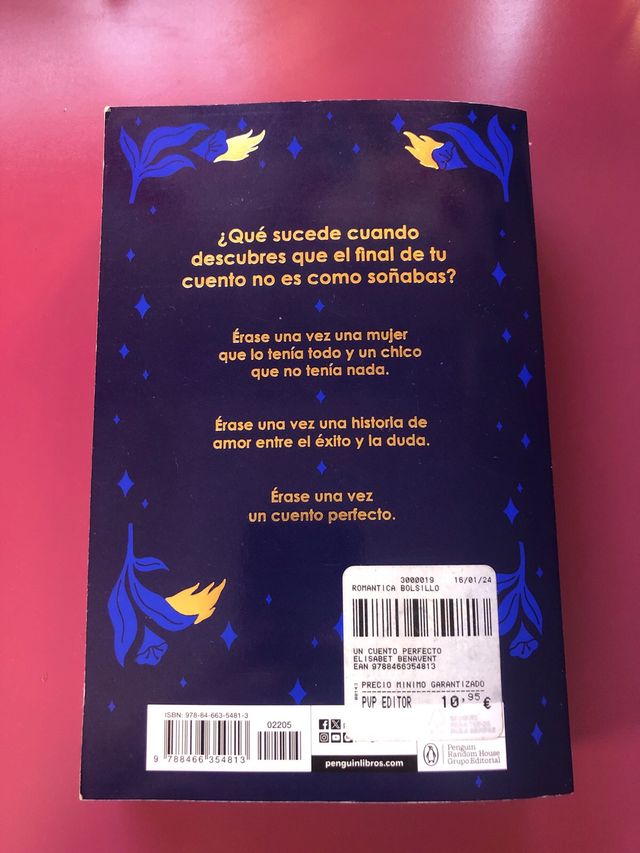 ¿Qué sucede cuando
descubres que el final de tu
cuento no es como soñabas?
Érase una vez una mujer
que lo tenía todo y un chico
que no tenía nada.
Érase una vez una historia de
amor entre el éxito y la duda.
Érase una vez
un cuento perfecto.
3000019 16/01/24
ROMANTICA BOLSILLO
UN CUENTO PERFECTO
ELISABET BENAVENT
EAN 9788466354813
PRECIO MINIMO GARANTIZADO
PVP EDITOR 10,95 €
ISBN: 978-84-663-5481-3
02205
9 788466 354813
penguinlibros.com
Penguin
Random House
Grupo Editorial